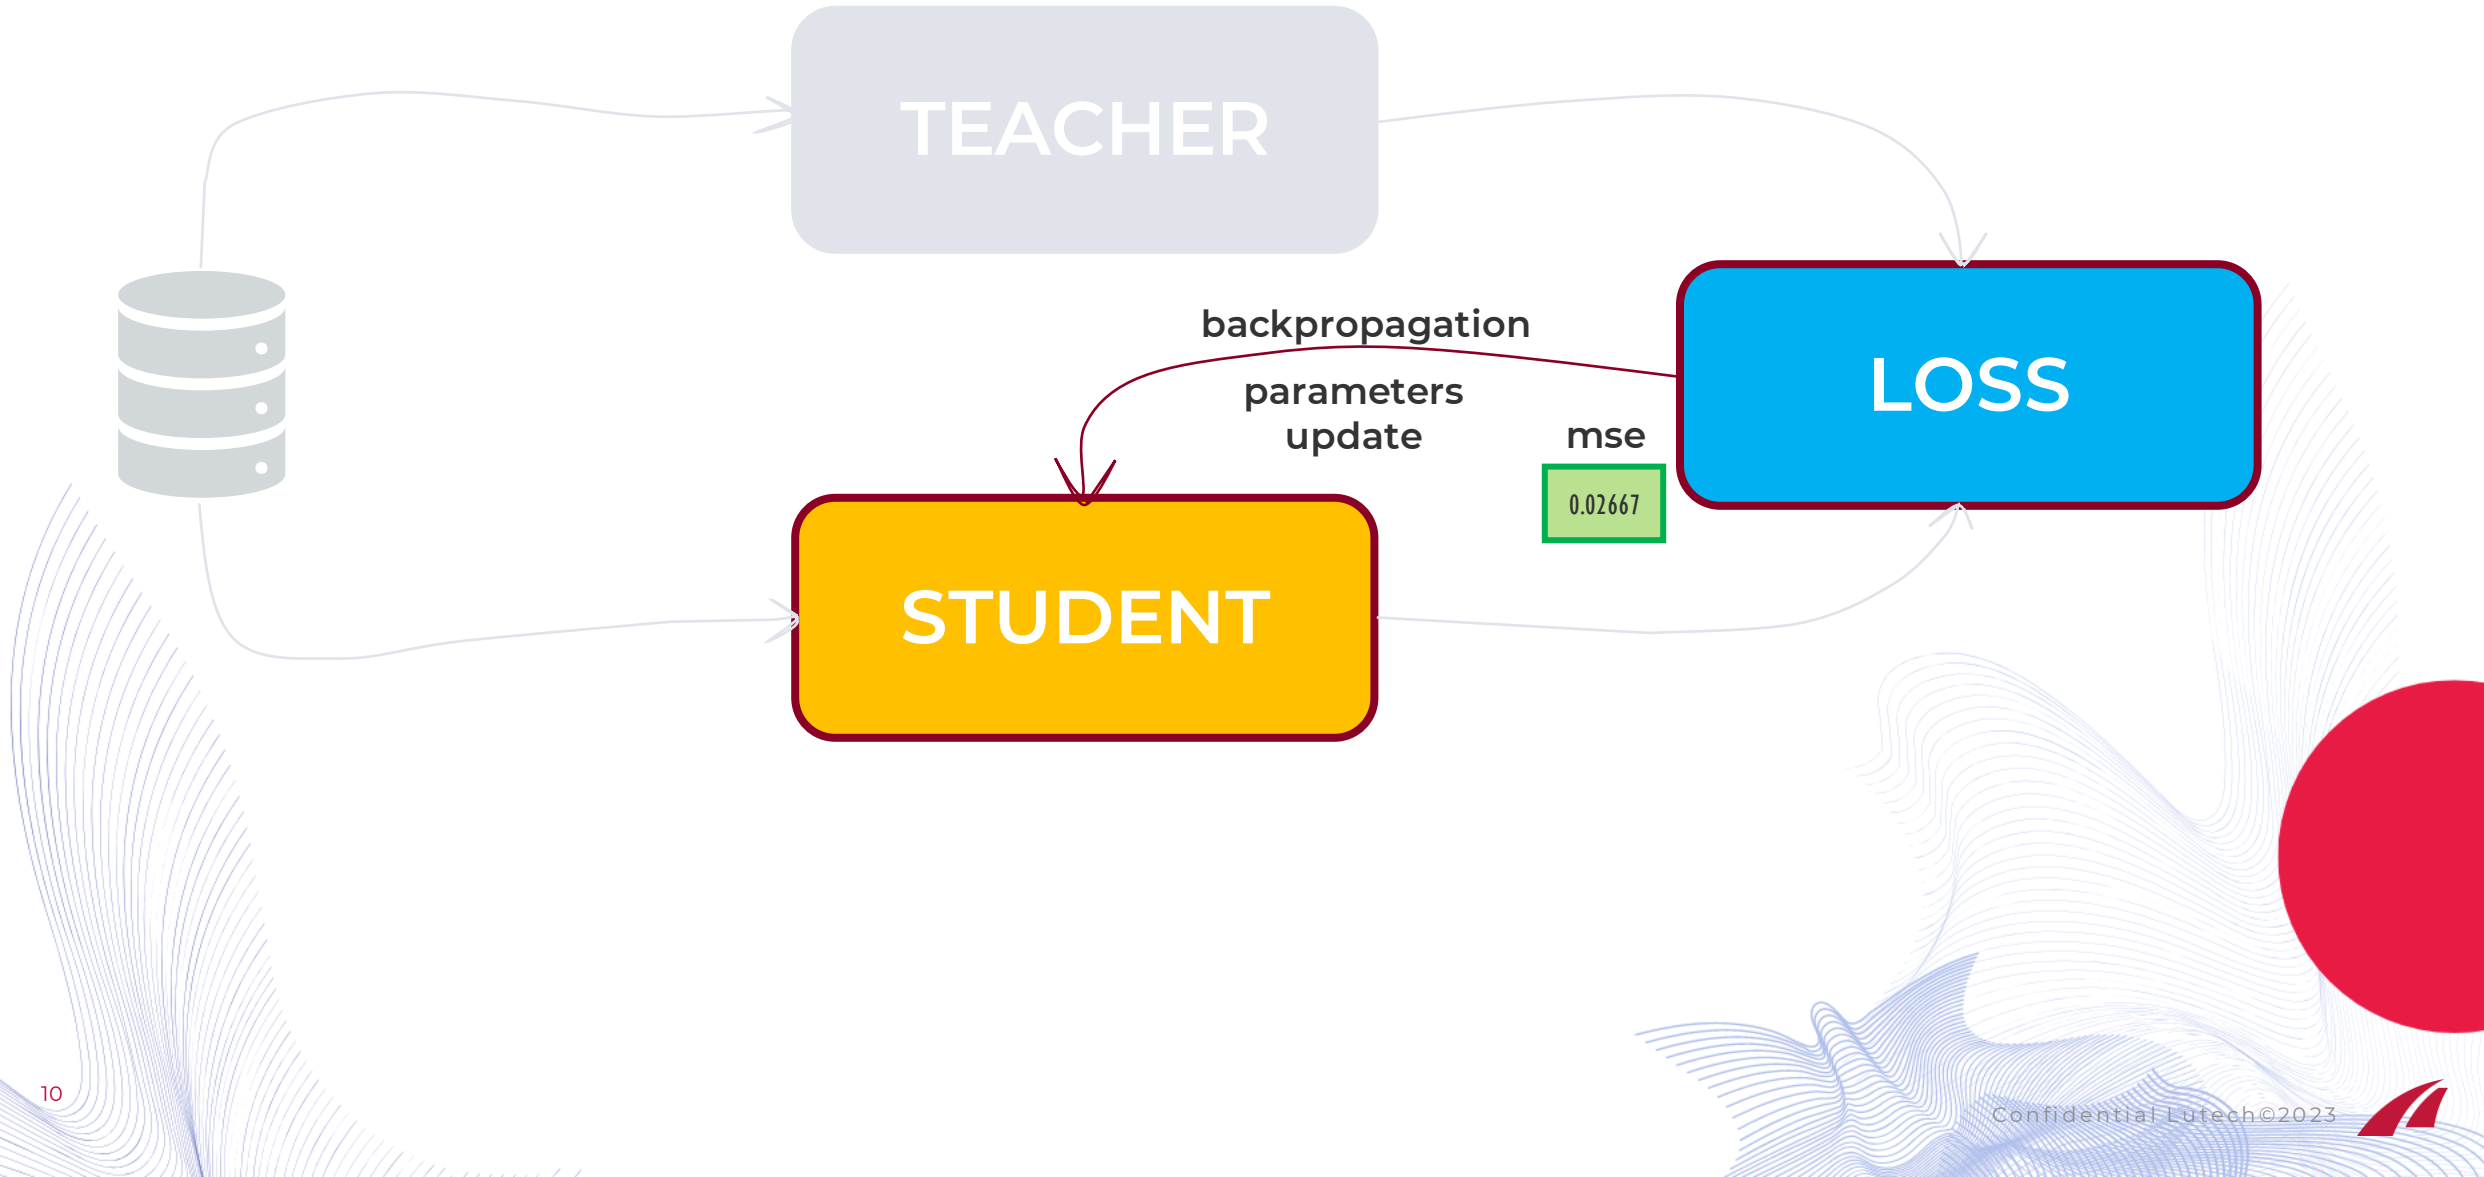 TEACHER
backpropagation
parameters
update
mse
0.02667
LOSS
STUDENT
10
Confidential Lutech©2023